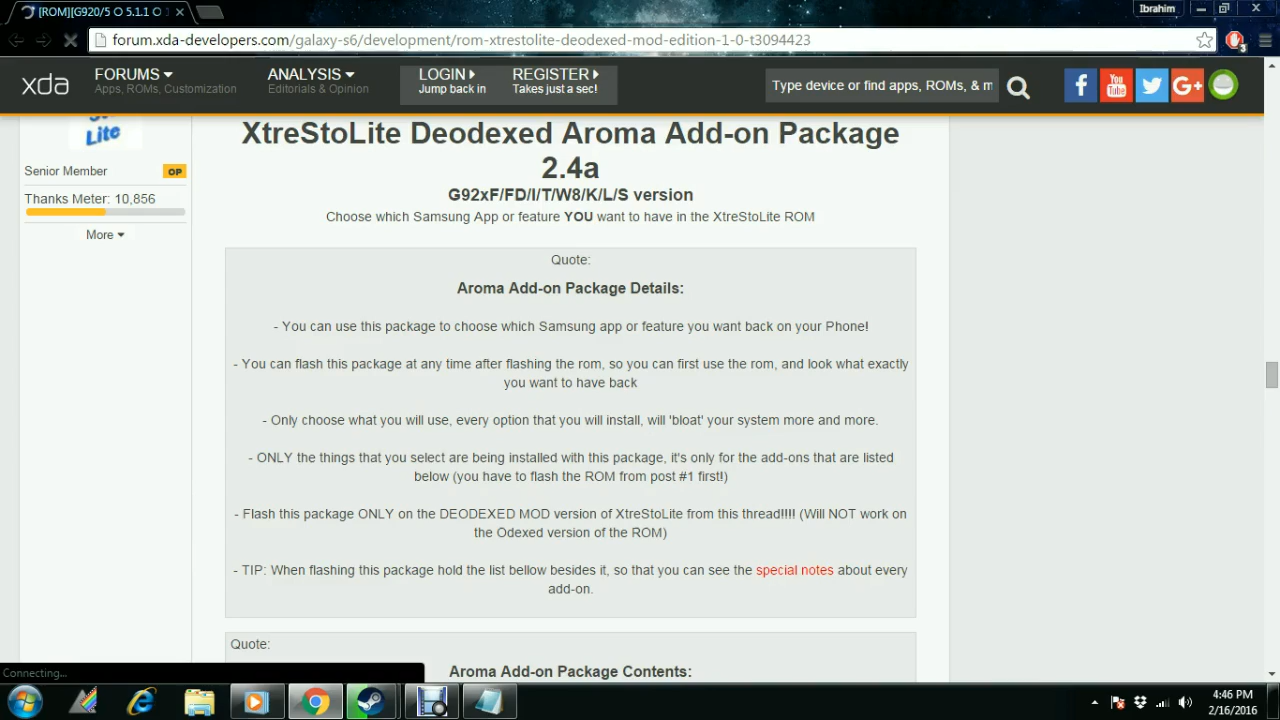 [ROM][G920/5 O 5.1.1 O
Ibrahim
forum.xda-developers.com/galaxy-s6/development/rom-xtrestolite-deodexed-mod-edition-1-0-t3094423
3
xda
FORUMS
Apps, ROMs, Customization
ANALYSIS
Editorials & Opinion
LOGIN
Jump back in
REGISTER
Takes just a sec!
Type device or find apps, ROMs, & m
f
You Tube
G+
Lite
Senior Member
OP
Thanks Meter: 10,856
More
XtreStoLite Deodexed Aroma Add-on Package
2.4a
G92xF/FD/I/T/W8/K/L/S version
Choose which Samsung App or feature YOU want to have in the XtreStoLite ROM
Quote:
Aroma Add-on Package Details:
- You can use this package to choose which Samsung app or feature you want back on your Phone!
- You can flash this package at any time after flashing the rom, so you can first use the rom, and look what exactly
you want to have back
- Only choose what you will use, every option that you will install, will 'bloat' your system more and more.
- ONLY the things that you select are being installed with this package, it's only for the add-ons that are listed
below (you have to flash the ROM from post #1 first!)
- Flash this package ONLY on the DEODEXED MOD version of XtreStoLite from this thread!!!! (Will NOT work on
the Odexed version of the ROM)
- TIP: When flashing this package hold the list bellow besides it, so that you can see the special notes about every
add-on.
Quote:
Aroma Add-on Package Contents:
Connecting...
4:46 PM
2/16/2016